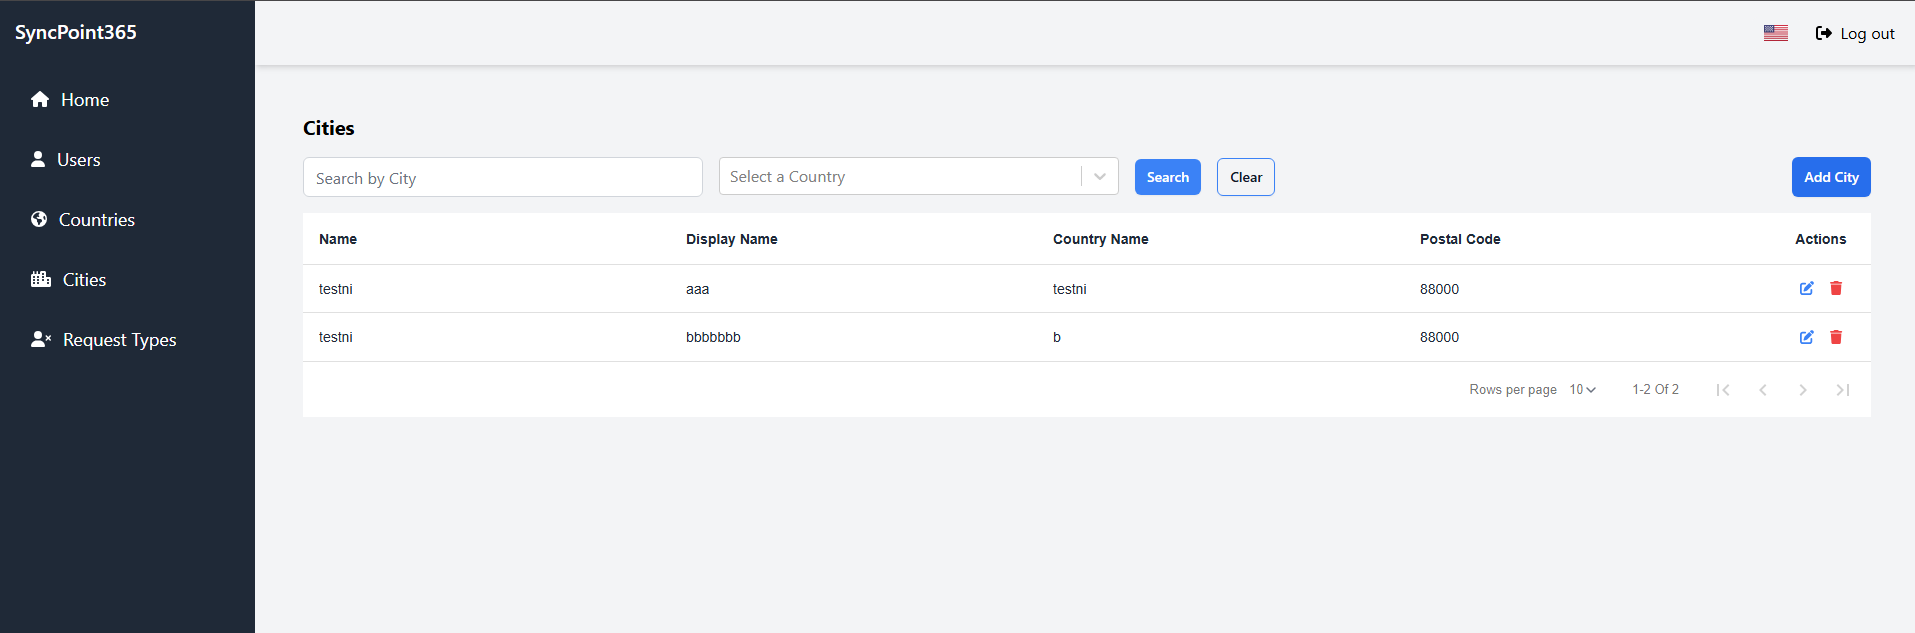 SyncPoint365
Log out
Home
Users
Countries
Cities
Request Types
Cities
Search by City
Select a Country
Search
Clear
Add City
Name Display Name Country Name Postal Code Actions
testni aaa testni 88000
testni bbbbbbb b 88000
Rows per page 10 1-2 Of 2